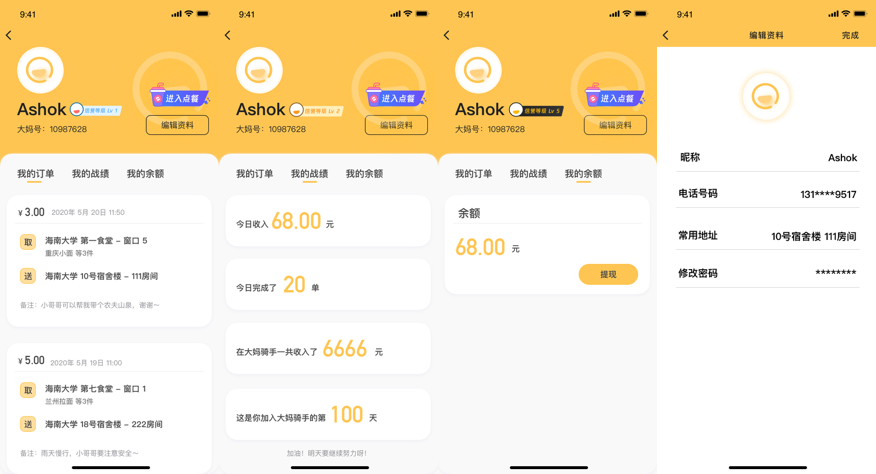 9:41
Ashok
信誉等级 Lv 1
进入点餐
大妈号：10987628
编辑资料
我的订单 我的战绩 我的余额
¥ 3.00 2020年 5月 20日 11:50
取 海南大学 第一食堂 - 窗口 5
重庆小面 等3件
送 海南大学 10号宿舍楼 - 111房间
备注：小哥哥可以帮我带个农夫山泉，谢谢~
¥ 5.00 2020年 5月 19日 11:00
取 海南大学 第七食堂 - 窗口 1
兰州拉面 等3件
送 海南大学 18号宿舍楼 - 222房间
备注：雨天慢行，小哥哥要注意安全~
9:41
Ashok
信誉等级 Lv 2
进入点餐
大妈号：10987628
编辑资料
我的订单 我的战绩 我的余额
今日收入 68.00 元
今日完成了 20 单
在大妈骑手一共收入了 6666 元
这是你加入大妈骑手的第 100 天
加油！明天要继续努力呀！
9:41
Ashok
信誉等级 Lv 5
进入点餐
大妈号：10987628
编辑资料
我的订单 我的战绩 我的余额
余额
68.00 元
提现
9:41
编辑资料 完成
昵称 Ashok
电话号码 131****9517
常用地址 10号宿舍楼 111房间
修改密码 ********